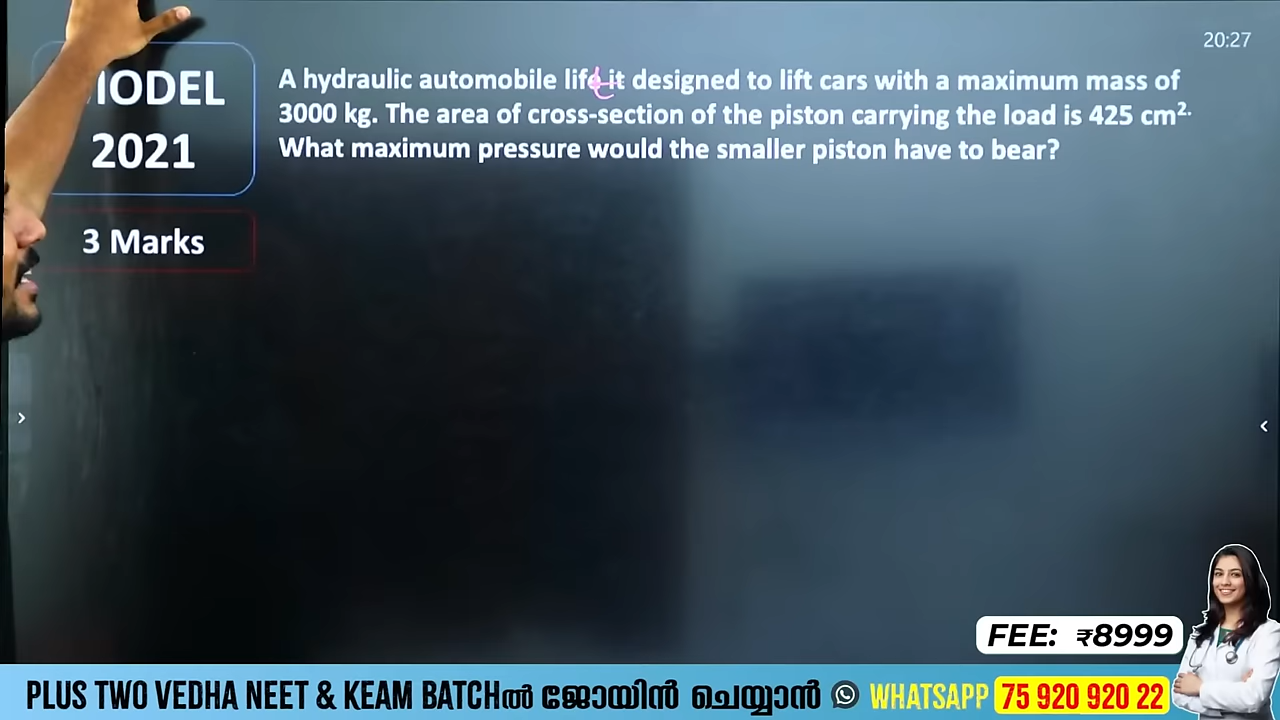 20:27
MODEL
2021
3 Marks
A hydraulic automobile life it designed to lift cars with a maximum mass of
3000 kg. The area of cross-section of the piston carrying the load is 425 cm².
What maximum pressure would the smaller piston have to bear?
FEE: ₹8999
PLUS TWO VEDHA NEET & KEAM BATCHൽ ജോയിൻ ചെയ്യാൻ WHATSAPP 75 920 920 22